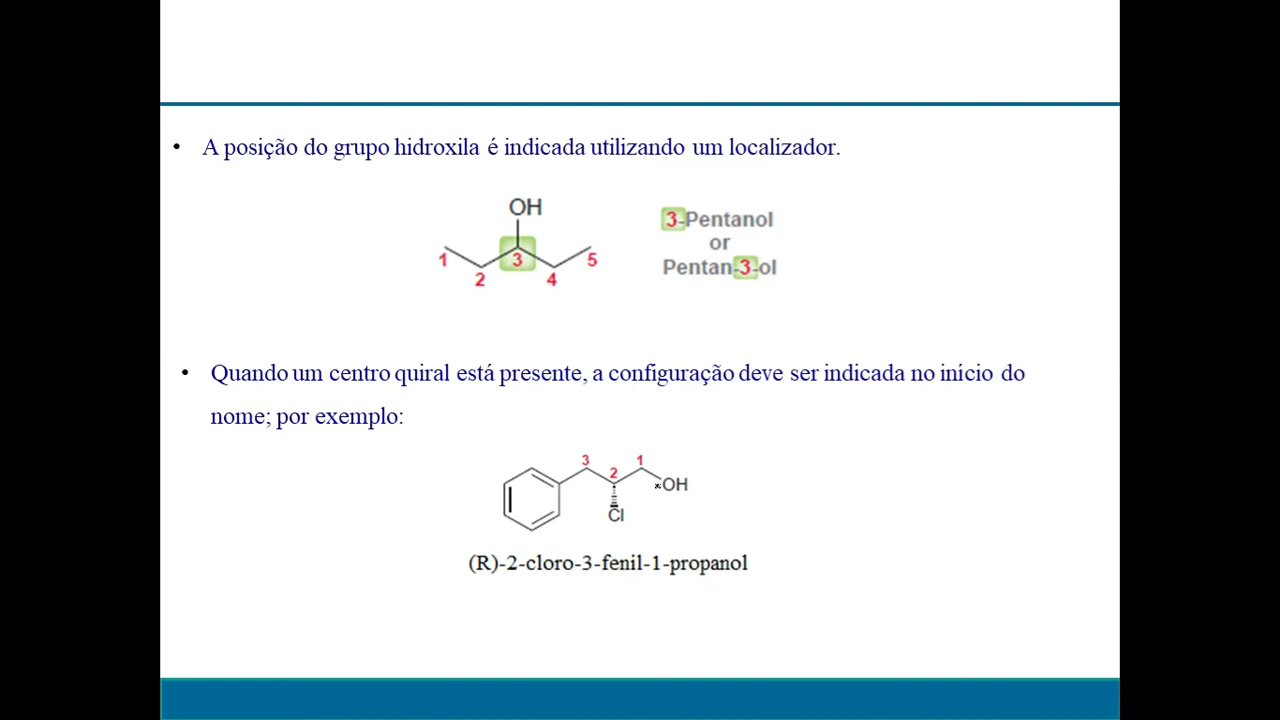 • A posição do grupo hidroxila é indicada utilizando um localizador.
OH
1 2 3 4 5
3-Pentanol
or
Pentan-3-ol
• Quando um centro quiral está presente, a configuração deve ser indicada no início do
nome; por exemplo:
3 2 1
OH
Cl
(R)-2-cloro-3-fenil-1-propanol